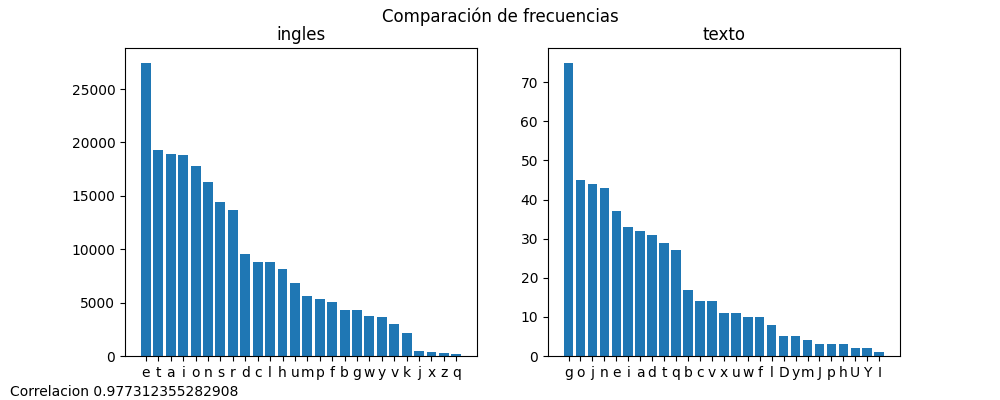 Comparación de frecuencias
ingles
texto
25000
20000
15000
10000
5000
0
70
60
50
40
30
20
10
0
e t a i o n s r d c l h u m p f b g w y v k j x z q
g o j n e i a d t q b c v x u w f l D y m J p h U Y I
Correlacion 0.977312355282908